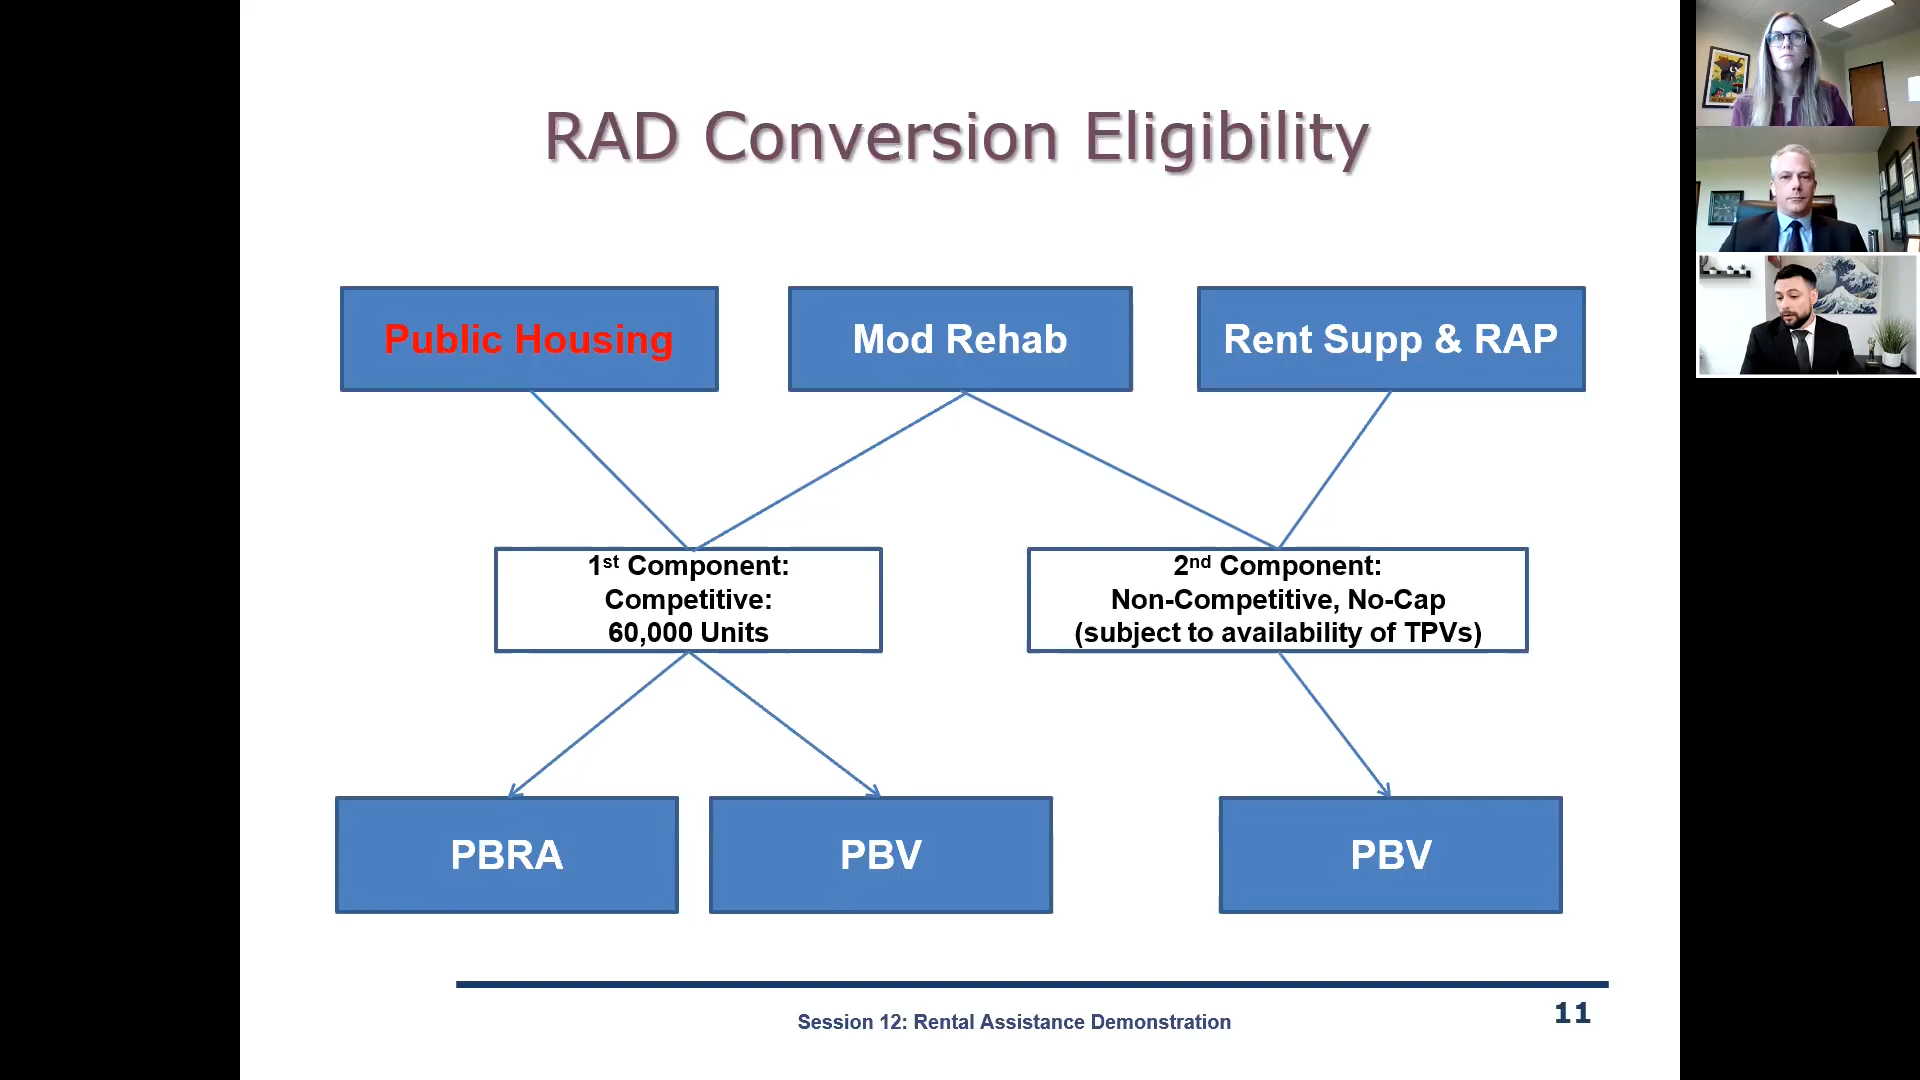 RAD Conversion Eligibility
Public Housing
Mod Rehab
Rent Supp & RAP
1st Component:
Competitive:
60,000 Units
2nd Component:
Non-Competitive, No-Cap
(subject to availability of TPVs)
PBRA
PBV
PBV
Session 12: Rental Assistance Demonstration
11